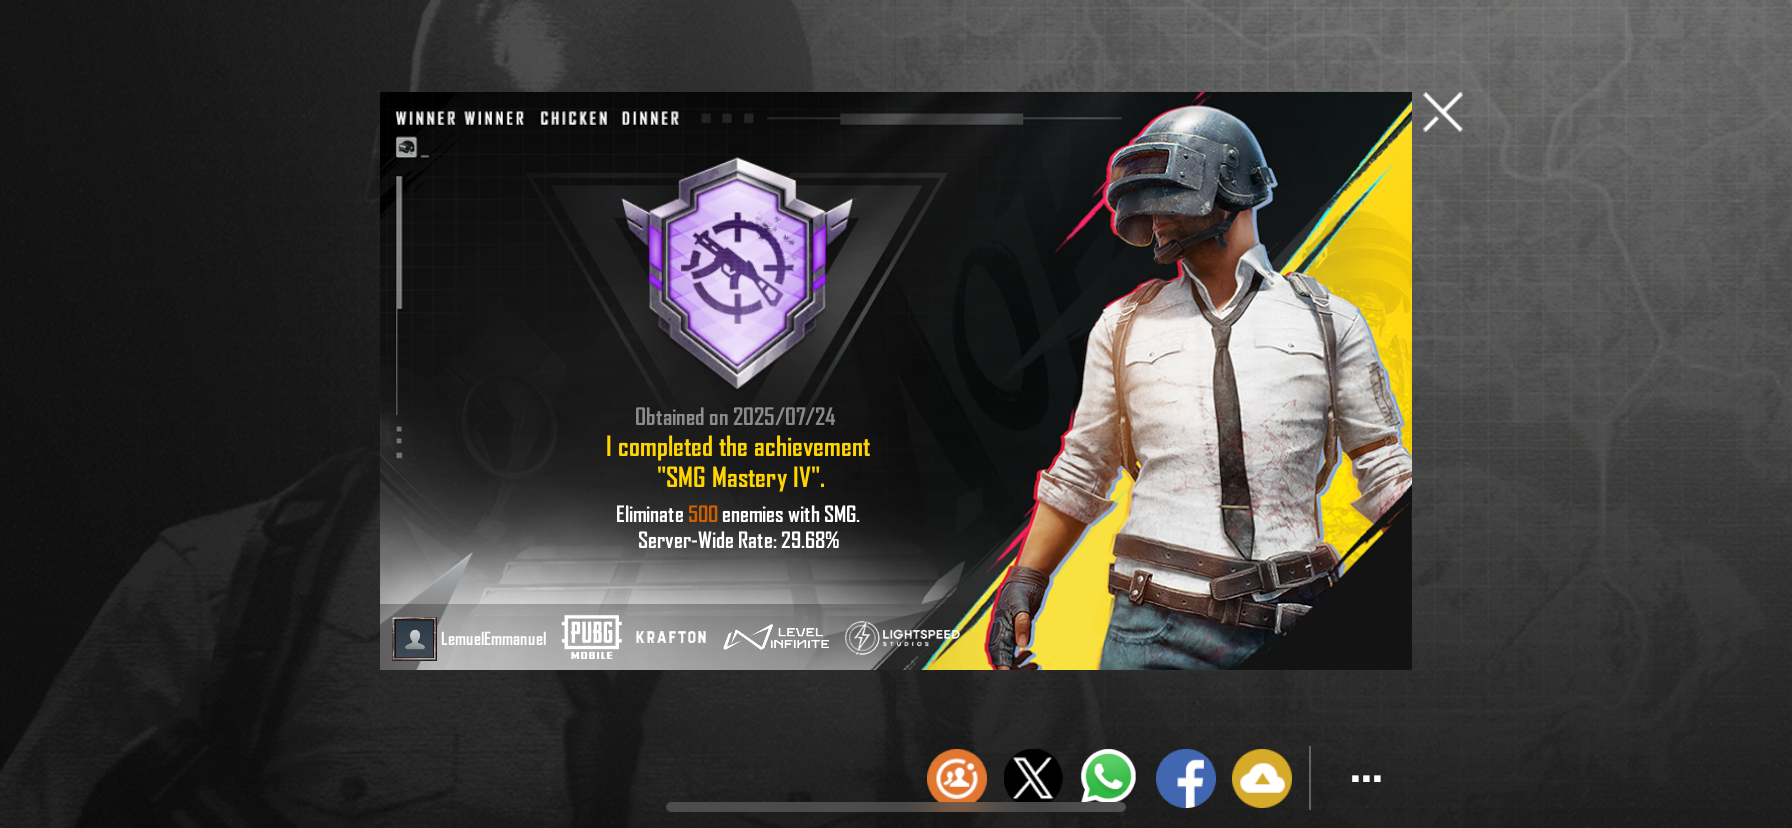 WINNER WINNER CHICKEN DINNER
Obtained on 2025/07/24
I completed the achievement
"SMG Mastery IV".
Eliminate 500 enemies with SMG.
Server-Wide Rate: 29.68%
LemuelEmmanuel
PUBG
MOBILE
KRAFTON
LEVEL
INFINITE
LIGHTSPEED
STUDIOS